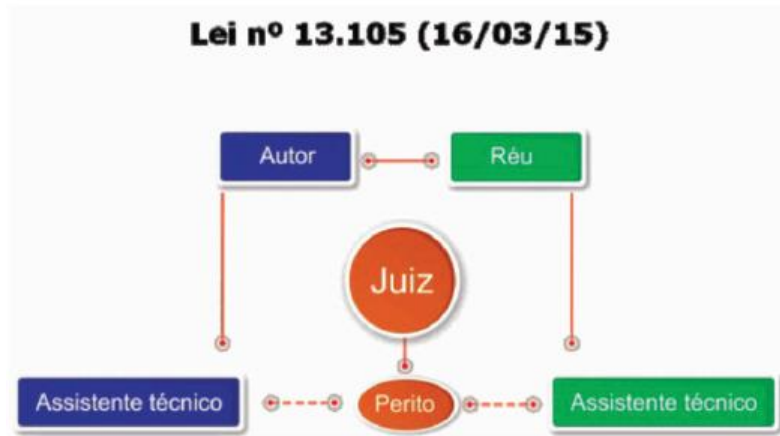 Lei nº 13.105 (16/03/15)
Autor
Réu
Juiz
Assistente técnico
Perito
Assistente técnico